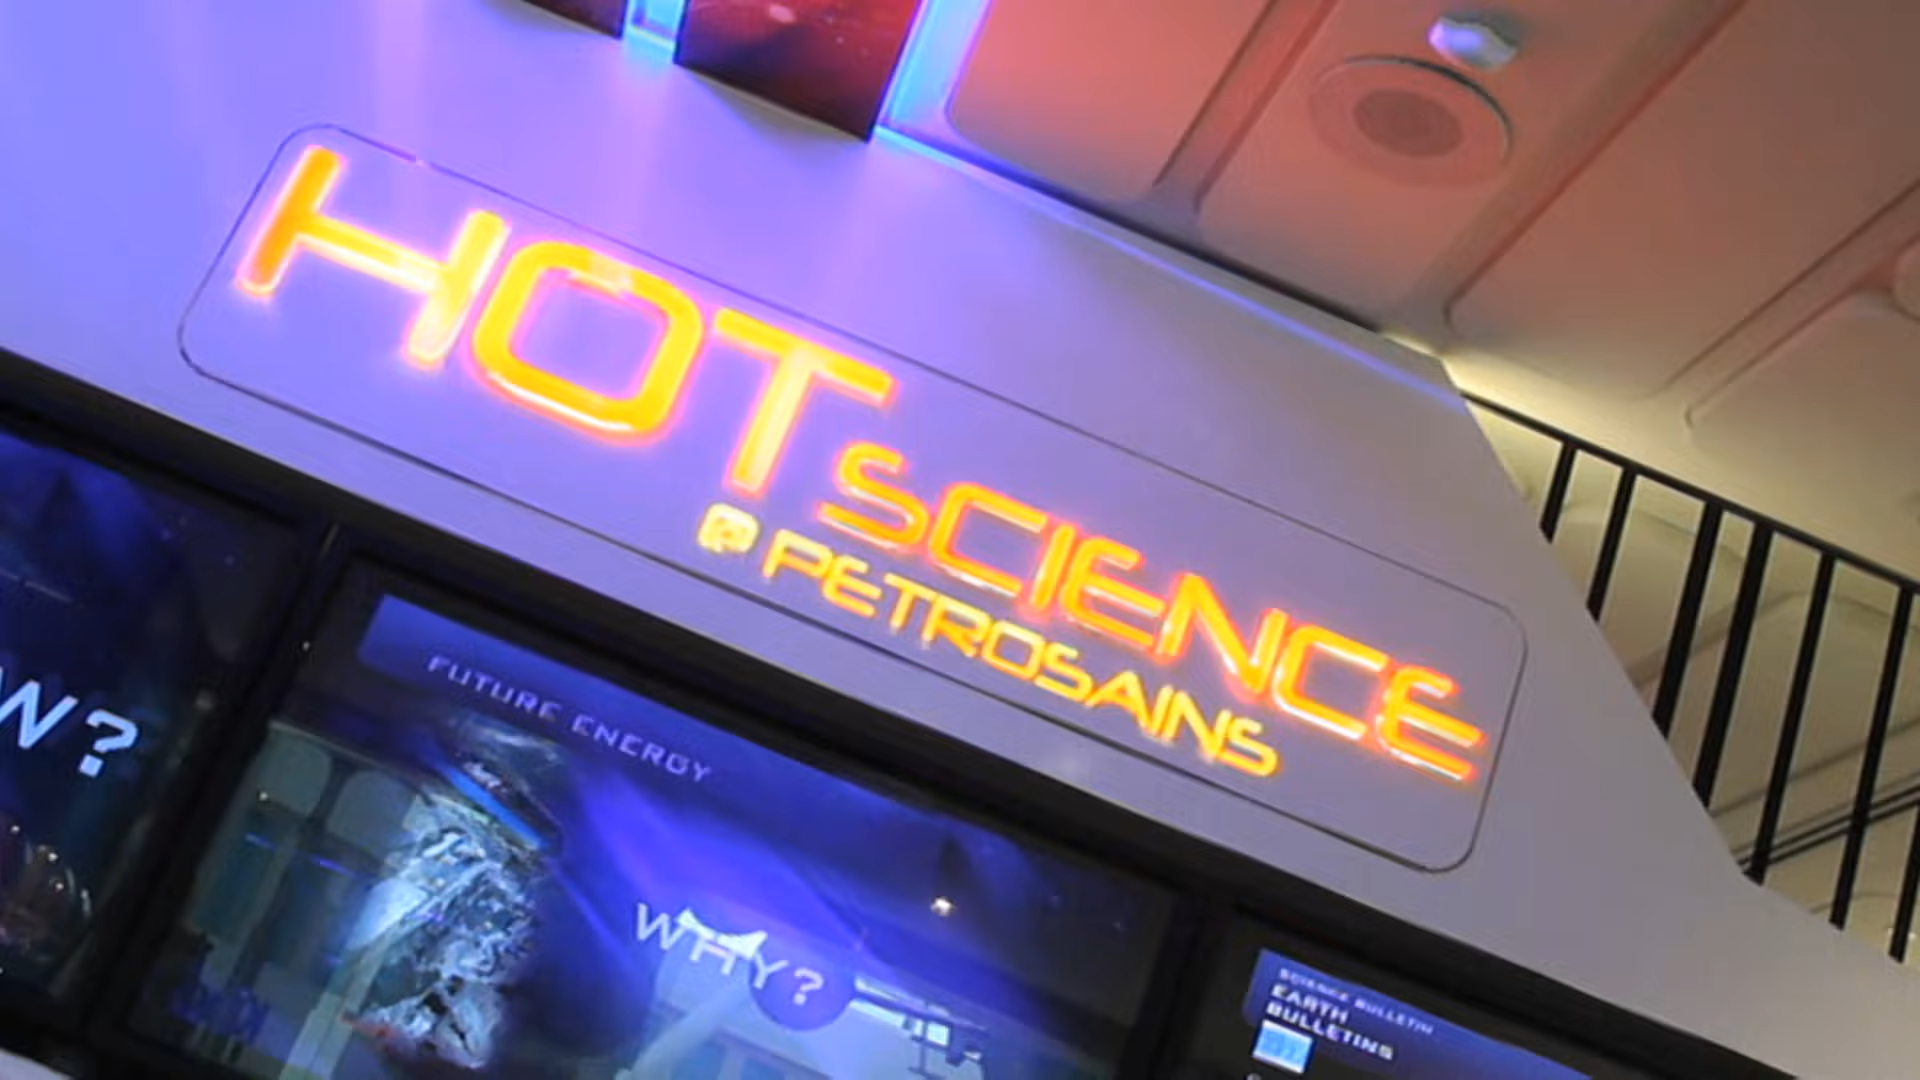 HOT SCIENCE
@ PETROSAINS
W?
FUTURE ENERGY
WHY?
SCIENCE BULLETIN
EARTH
BULLETINS